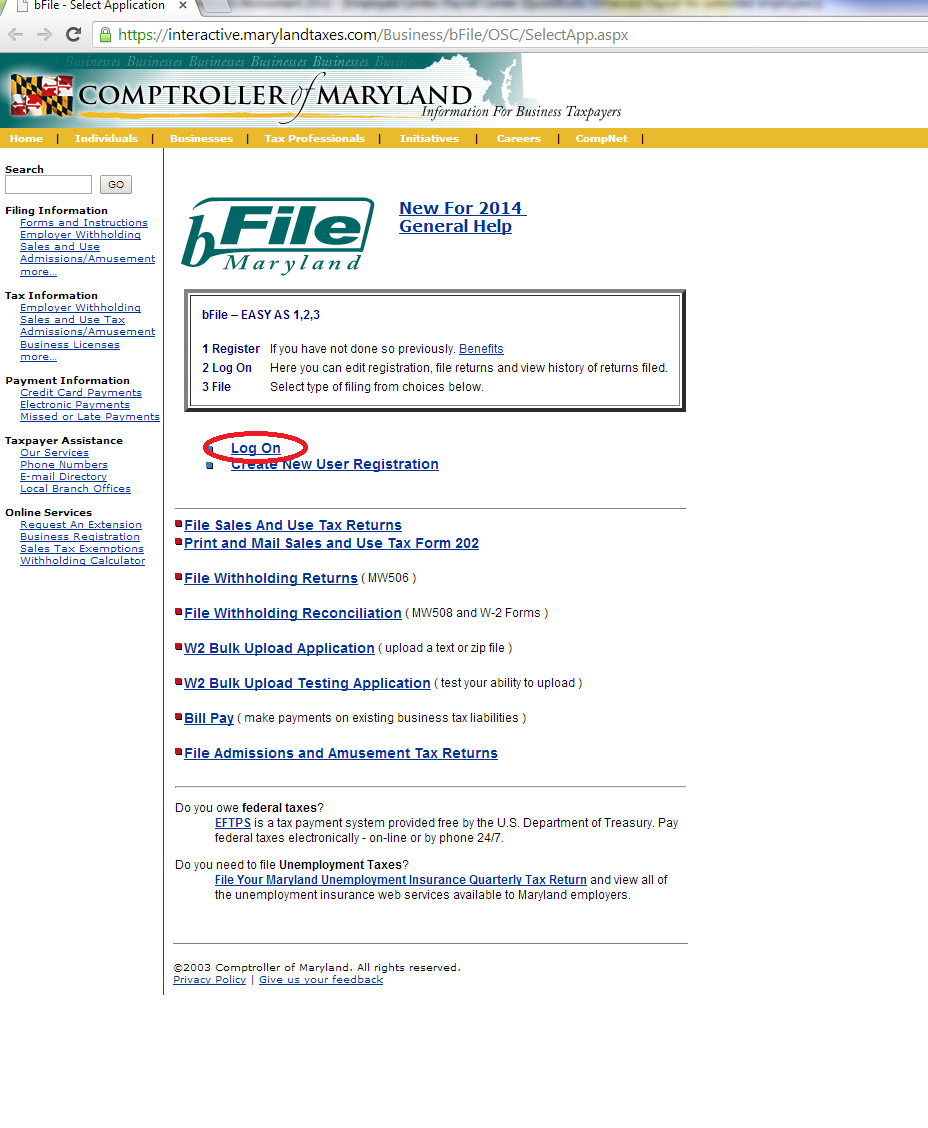 bFile - Select Application
https://interactive.marylandtaxes.com/Business/bFile/OSC/SelectApp.aspx
Businesses Businesses Businesses Businesses Businesses
COMPTROLLER of MARYLAND
Information For Business Taxpayers
Home | Individuals | Businesses | Tax Professionals | Initiatives | Careers | CompNet |
Search
GO
Filing Information
Forms and Instructions
Employer Withholding
Sales and Use
Admissions/Amusement
more...
Tax Information
Employer Withholding
Sales and Use Tax
Admissions/Amusement
Business Licenses
more...
Payment Information
Credit Card Payments
Electronic Payments
Missed or Late Payments
Taxpayer Assistance
Our Services
Phone Numbers
E-mail Directory
Local Branch Offices
Online Services
Request An Extension
Business Registration
Sales Tax Exemptions
Withholding Calculator
bFile
Maryland
New For 2014
General Help
bFile – EASY AS 1,2,3
1 Register If you have not done so previously. Benefits
2 Log On Here you can edit registration, file returns and view history of returns filed.
3 File Select type of filing from choices below.
Log On
Create New User Registration
File Sales And Use Tax Returns
Print and Mail Sales and Use Tax Form 202
File Withholding Returns ( MW506 )
File Withholding Reconciliation ( MW508 and W-2 Forms )
W2 Bulk Upload Application ( upload a text or zip file )
W2 Bulk Upload Testing Application ( test your ability to upload )
Bill Pay ( make payments on existing business tax liabilities )
File Admissions and Amusement Tax Returns
Do you owe federal taxes?
EFTPS is a tax payment system provided free by the U.S. Department of Treasury. Pay
federal taxes electronically - on-line or by phone 24/7.
Do you need to file Unemployment Taxes?
File Your Maryland Unemployment Insurance Quarterly Tax Return and view all of
the unemployment insurance web services available to Maryland employers.
©2003 Comptroller of Maryland. All rights reserved.
Privacy Policy | Give us your feedback